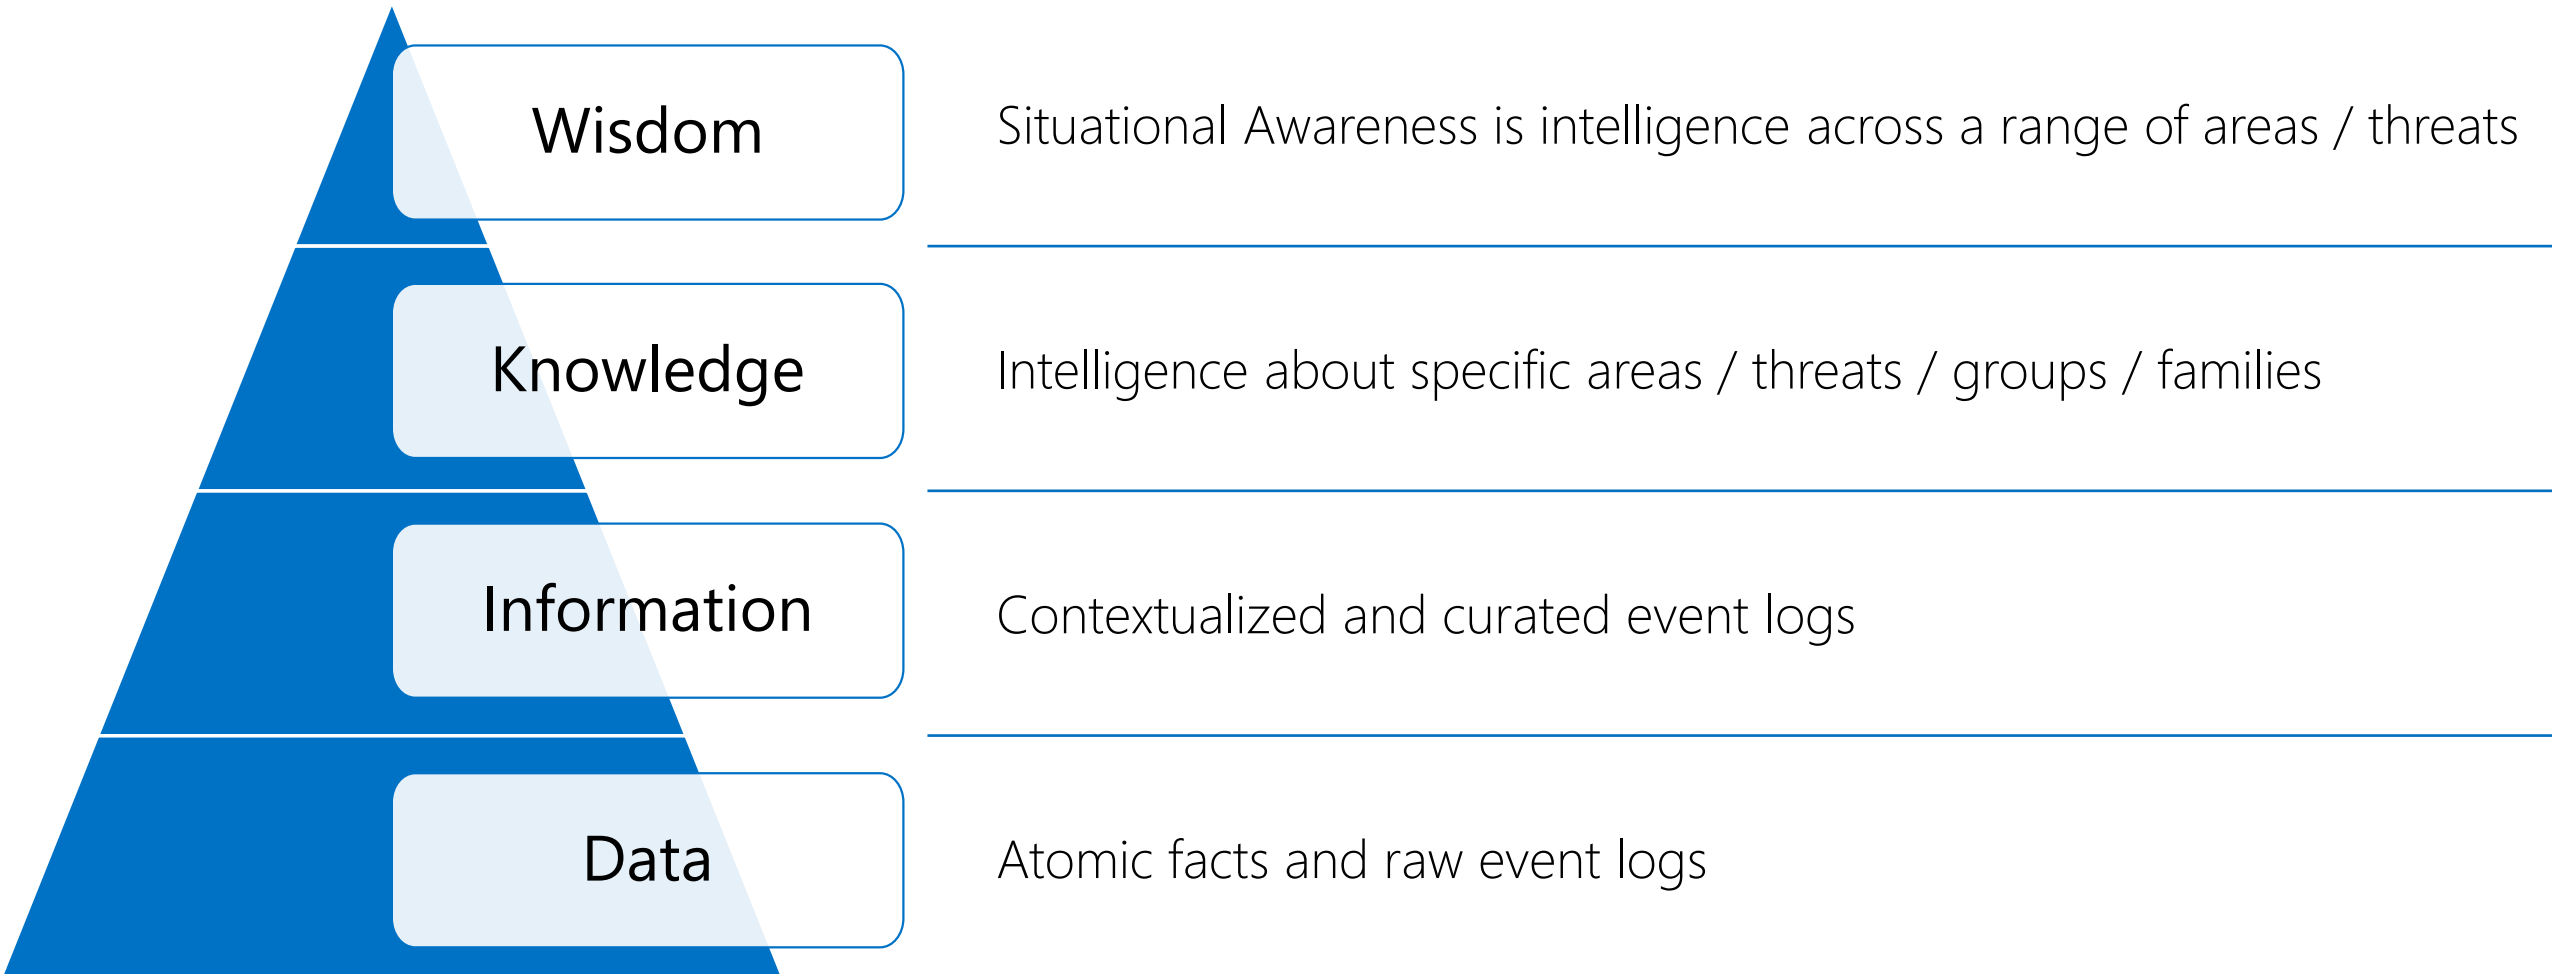 Wisdom
Situational Awareness is intelligence across a range of areas / threats
Knowledge
Intelligence about specific areas / threats / groups / families
Information
Contextualized and curated event logs
Data
Atomic facts and raw event logs